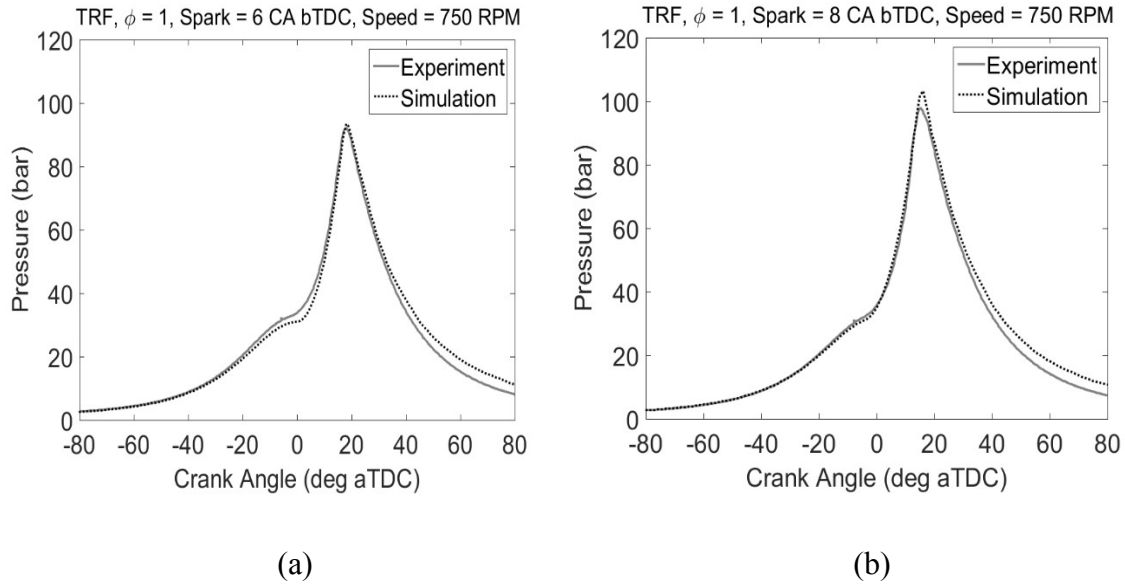 TRF, ϕ = 1, Spark = 6 CA bTDC, Speed = 750 RPM
120
100
80
60
40
20
0
Pressure (bar)
Experiment
Simulation
-80 -60 -40 -20 0 20 40 60 80
Crank Angle (deg aTDC)
(a)
TRF, ϕ = 1, Spark = 8 CA bTDC, Speed = 750 RPM
120
100
80
60
40
20
0
Pressure (bar)
Experiment
Simulation
-80 -60 -40 -20 0 20 40 60 80
Crank Angle (deg aTDC)
(b)